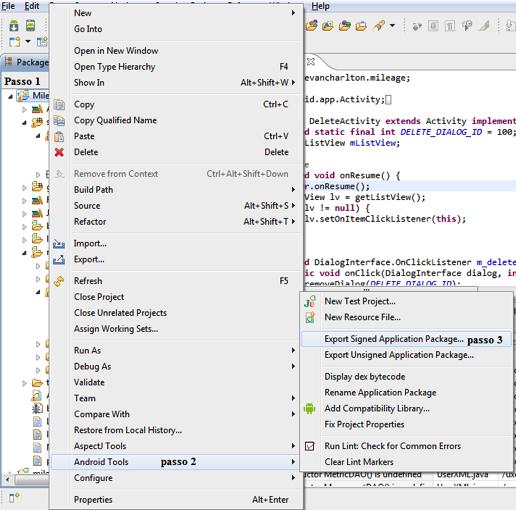 File Edit Help
Package
Passo 1
Mile
New
Go Into
Open in New Window
Open Type Hierarchy F4
Show In Alt+Shift+W
Copy Ctrl+C
Copy Qualified Name
Paste Ctrl+V
Delete Delete
Remove from Context Ctrl+Alt+Shift+Down
Build Path
Source Alt+Shift+S
Refactor Alt+Shift+T
Import...
Export...
Refresh F5
Close Project
Close Unrelated Projects
Assign Working Sets...
Run As
Debug As
Validate
Team
Compare With
Restore from Local History...
AspectJ Tools
Android Tools passo 2
Configure
Properties Alt+Enter
evancharlton.mileage;
id.app.Activity;
DeleteActivity extends Activity implement
d static final int DELETE_DIALOG_ID = 100;
ListView mListView;
e
d void onResume() {
r.onResume();
View lv = getListView();
v != null) {
lv.setOnItemClickListener(this);
d DialogInterface.OnClickListener m_delete
ic void onClick(DialogInterface dialog, in
removeDialog(DELETE_DIALOG_ID);
New Test Project...
New Resource File...
Export Signed Application Package... passo 3
Export Unsigned Application Package...
Display dex bytecode
Rename Application Package
Add Compatibility Library...
Fix Project Properties
Run Lint: Check for Common Errors
Clear Lint Markers
uctor MetricDAO() is undefined UserXML.java /ux